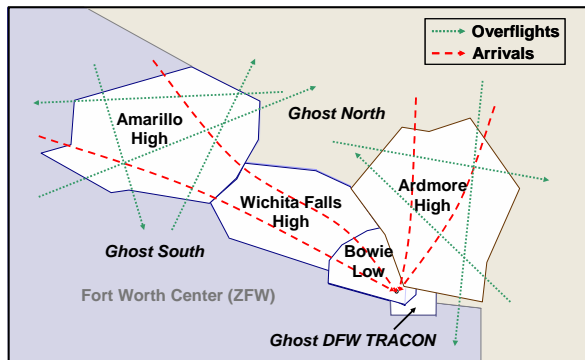 Overflights
Arrivals
Amarillo
High
Ghost North
Ardmore
High
Wichita Falls
High
Ghost South
Bowie
Low
Fort Worth Center (ZFW)
Ghost DFW TRACON